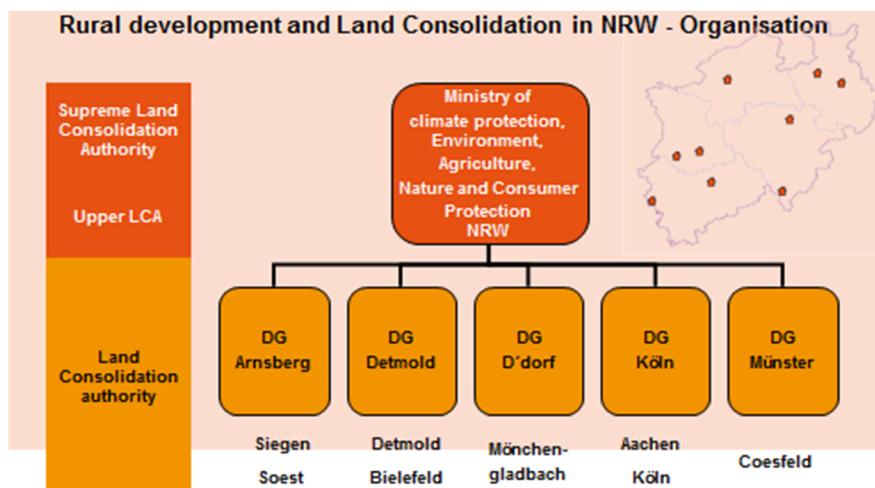 Rural development and Land Consolidation in NRW - Organisation
Supreme Land
Consolidation
Authority
Upper LCA
Ministry of
climate protection,
Environment,
Agriculture,
Nature and Consumer
Protection
NRW
Land
Consolidation
authority
DG
Arnsberg
DG
Detmold
DG
D´dorf
DG
Köln
DG
Münster
Siegen
Soest
Detmold
Bielefeld
Mönchen-
gladbach
Aachen
Köln
Coesfeld